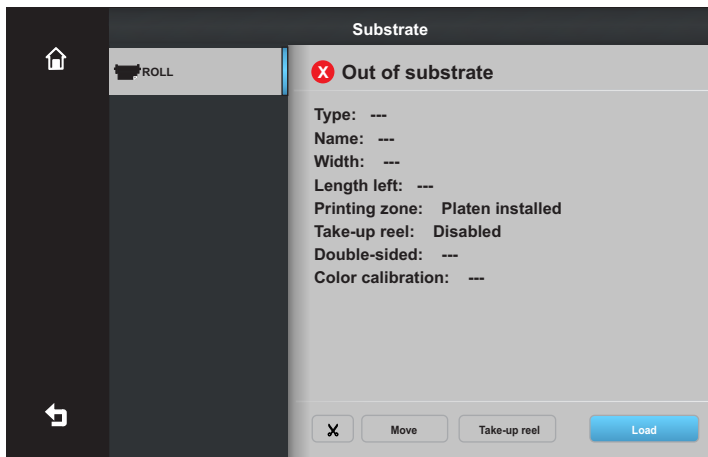 Substrate
ROLL
X Out of substrate
Type: ---
Name: ---
Width: ---
Length left: ---
Printing zone: Platen installed
Take-up reel: Disabled
Double-sided: ---
Color calibration: ---
Move Take-up reel Load